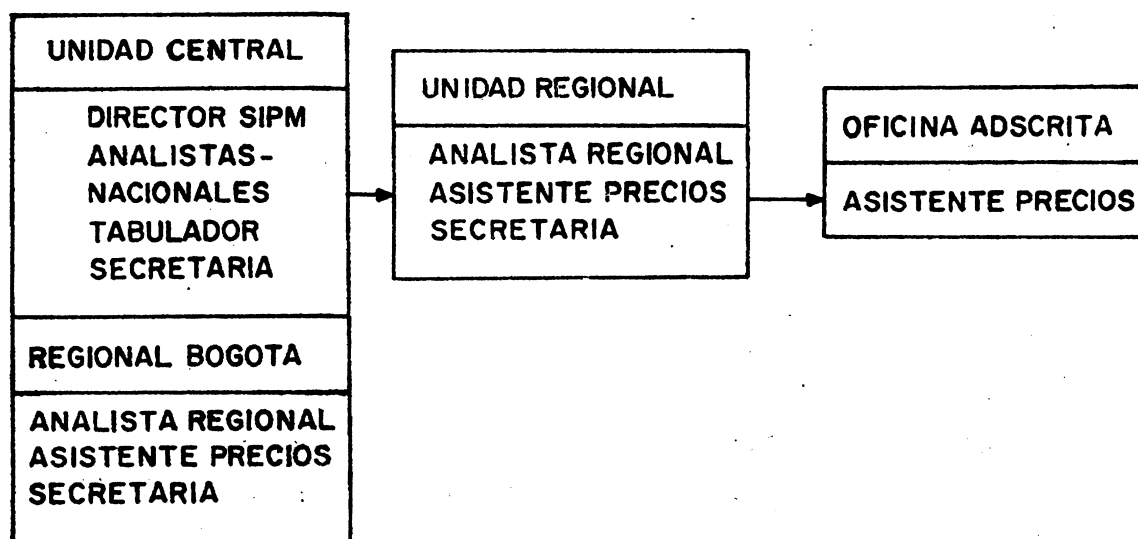 UNIDAD CENTRAL
DIRECTOR SIPM
ANALISTAS-
NACIONALES
TABULADOR
SECRETARIA
REGIONAL BOGOTA
ANALISTA REGIONAL
ASISTENTE PRECIOS
SECRETARIA
UNIDAD REGIONAL
ANALISTA REGIONAL
ASISTENTE PRECIOS
SECRETARIA
OFICINA ADSCRITA
ASISTENTE PRECIOS